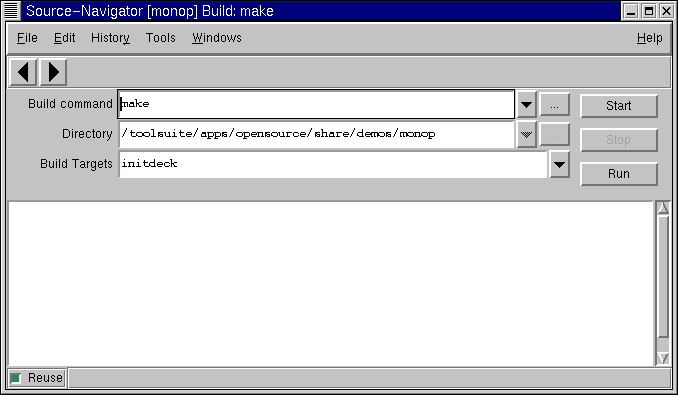 Source-Navigator [monop] Build: make
File Edit History Tools Windows Help
Build command make ... Start
Directory /toolsuite/apps/opensource/share/demos/monop ... Stop
Build Targets initdeck Run
Reuse